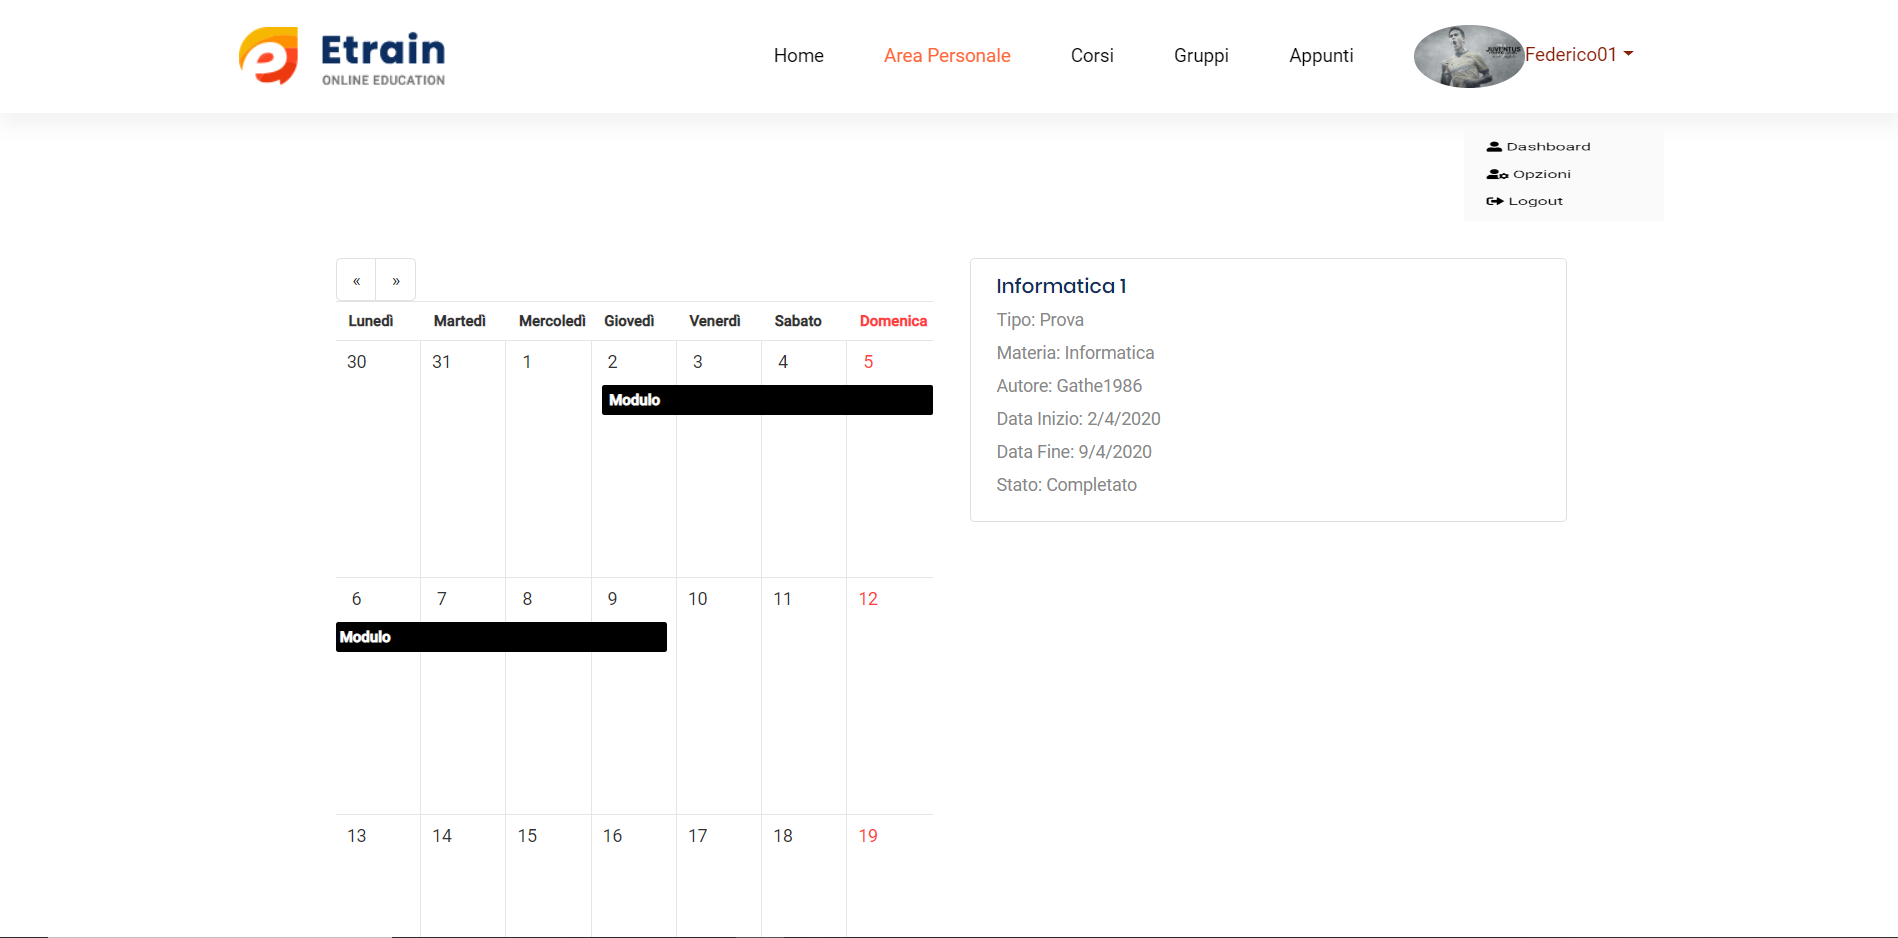 Etrain
ONLINE EDUCATION
Home Area Personale Corsi Gruppi Appunti Federico01
JUVENTUS
Dashboard
Opzioni
Logout
« »
Lunedì Martedì Mercoledì Giovedì Venerdì Sabato Domenica
30 31 1 2 3 4 5
Modulo
6 7 8 9 10 11 12
Modulo
13 14 15 16 17 18 19
Informatica 1
Tipo: Prova
Materia: Informatica
Autore: Gathe1986
Data Inizio: 2/4/2020
Data Fine: 9/4/2020
Stato: Completato